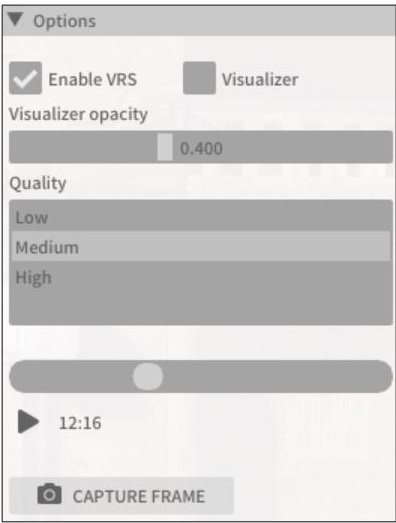 Options
Enable VRS Visualizer
Visualizer opacity
0.400
Quality
Low
Medium
High
12:16
CAPTURE FRAME